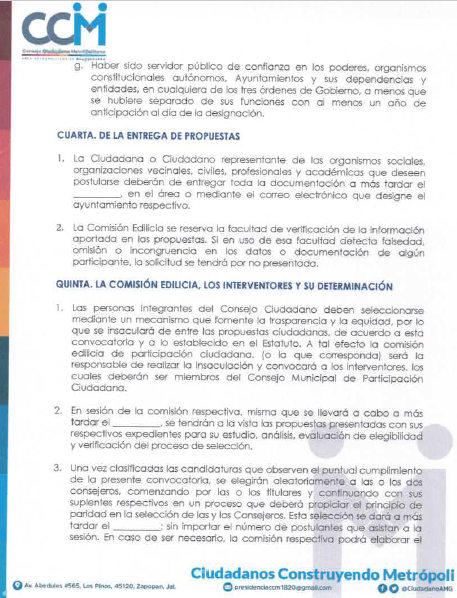 CCM
Consejo Ciudadano Metropolitano
g. Haber sido servidor público de confianza en los poderes, organismos
constitucionales autónomos, Ayuntamientos y sus dependencias y
entidades, en cualquiera de los tres órdenes de Gobierno, a menos que
se hubiere separado de sus funciones con al menos un año de
anticipación al día de la designación.
CUARTA. DE LA ENTREGA DE PROPUESTAS
1. La Ciudadana o Ciudadano representante de los organismos sociales,
organizaciones vecinales, civiles, profesionales y académicas que deseen
postularse deberán de entregar toda la documentación a más tardar el
_________, en el área o mediante el correo electrónico que designe el
ayuntamiento respectivo.
2. La Comisión Edilicia se reserva la facultad de verificación de la información
aportada en las propuestas. Si en uso de esa facultad detecta falsedad,
omisión o incongruencia en los datos o documentación de algún
participante, la solicitud se tendrá por no presentada.
QUINTA. LA COMISIÓN EDILICIA, LOS INTERVENTORES Y SU DETERMINACIÓN
1. Las personas integrantes del Consejo Ciudadano deben seleccionarse
mediante un mecanismo que fomente la trasparencia y la equidad, por lo
que se insaculará de entre las propuestas ciudadanas, de acuerdo a esta
convocatoria y a lo establecido en el Estatuto. A tal efecto la comisión
edilicia de participación ciudadana. (o la que corresponda) será la
responsable de realizar la insaculación y convocará a los interventores, los
cuales deberán ser miembros del Consejo Municipal de Participación
Ciudadana.
2. En sesión de la comisión respectiva, misma que se llevará a cabo a más
tardar el _________, se tendrán a la vista las propuestas presentadas con sus
respectivos expedientes para su estudio, análisis, evaluación de elegibilidad
y verificación del proceso de selección.
3. Una vez clasificadas las candidaturas que observen el puntual cumplimiento
de la presente convocatoria, se elegirán aleatoriamente a las o los dos
consejeros, comenzando por las o los titulares y continuando con sus
suplentes respectivos en un proceso que deberá propiciar el principio de
paridad en la selección de las y los Consejeros. Esta selección se dará a más
tardar el _________; sin importar el número de postulantes que asistan a la
sesión. En caso de ser necesario, la comisión respectiva podrá elaborar el
Ciudadanos Construyendo Metrópoli
Av. Abedules #565, Los Pinos, 45120, Zapopan, Jal.
presidenciaccm1820@gmail.com
@CiudadanoAMG